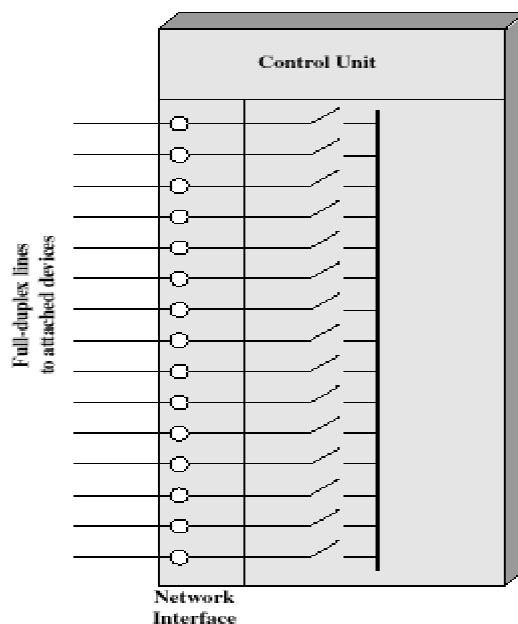 Control Unit
Full-duplex lines
to attached devices
Network
Interface